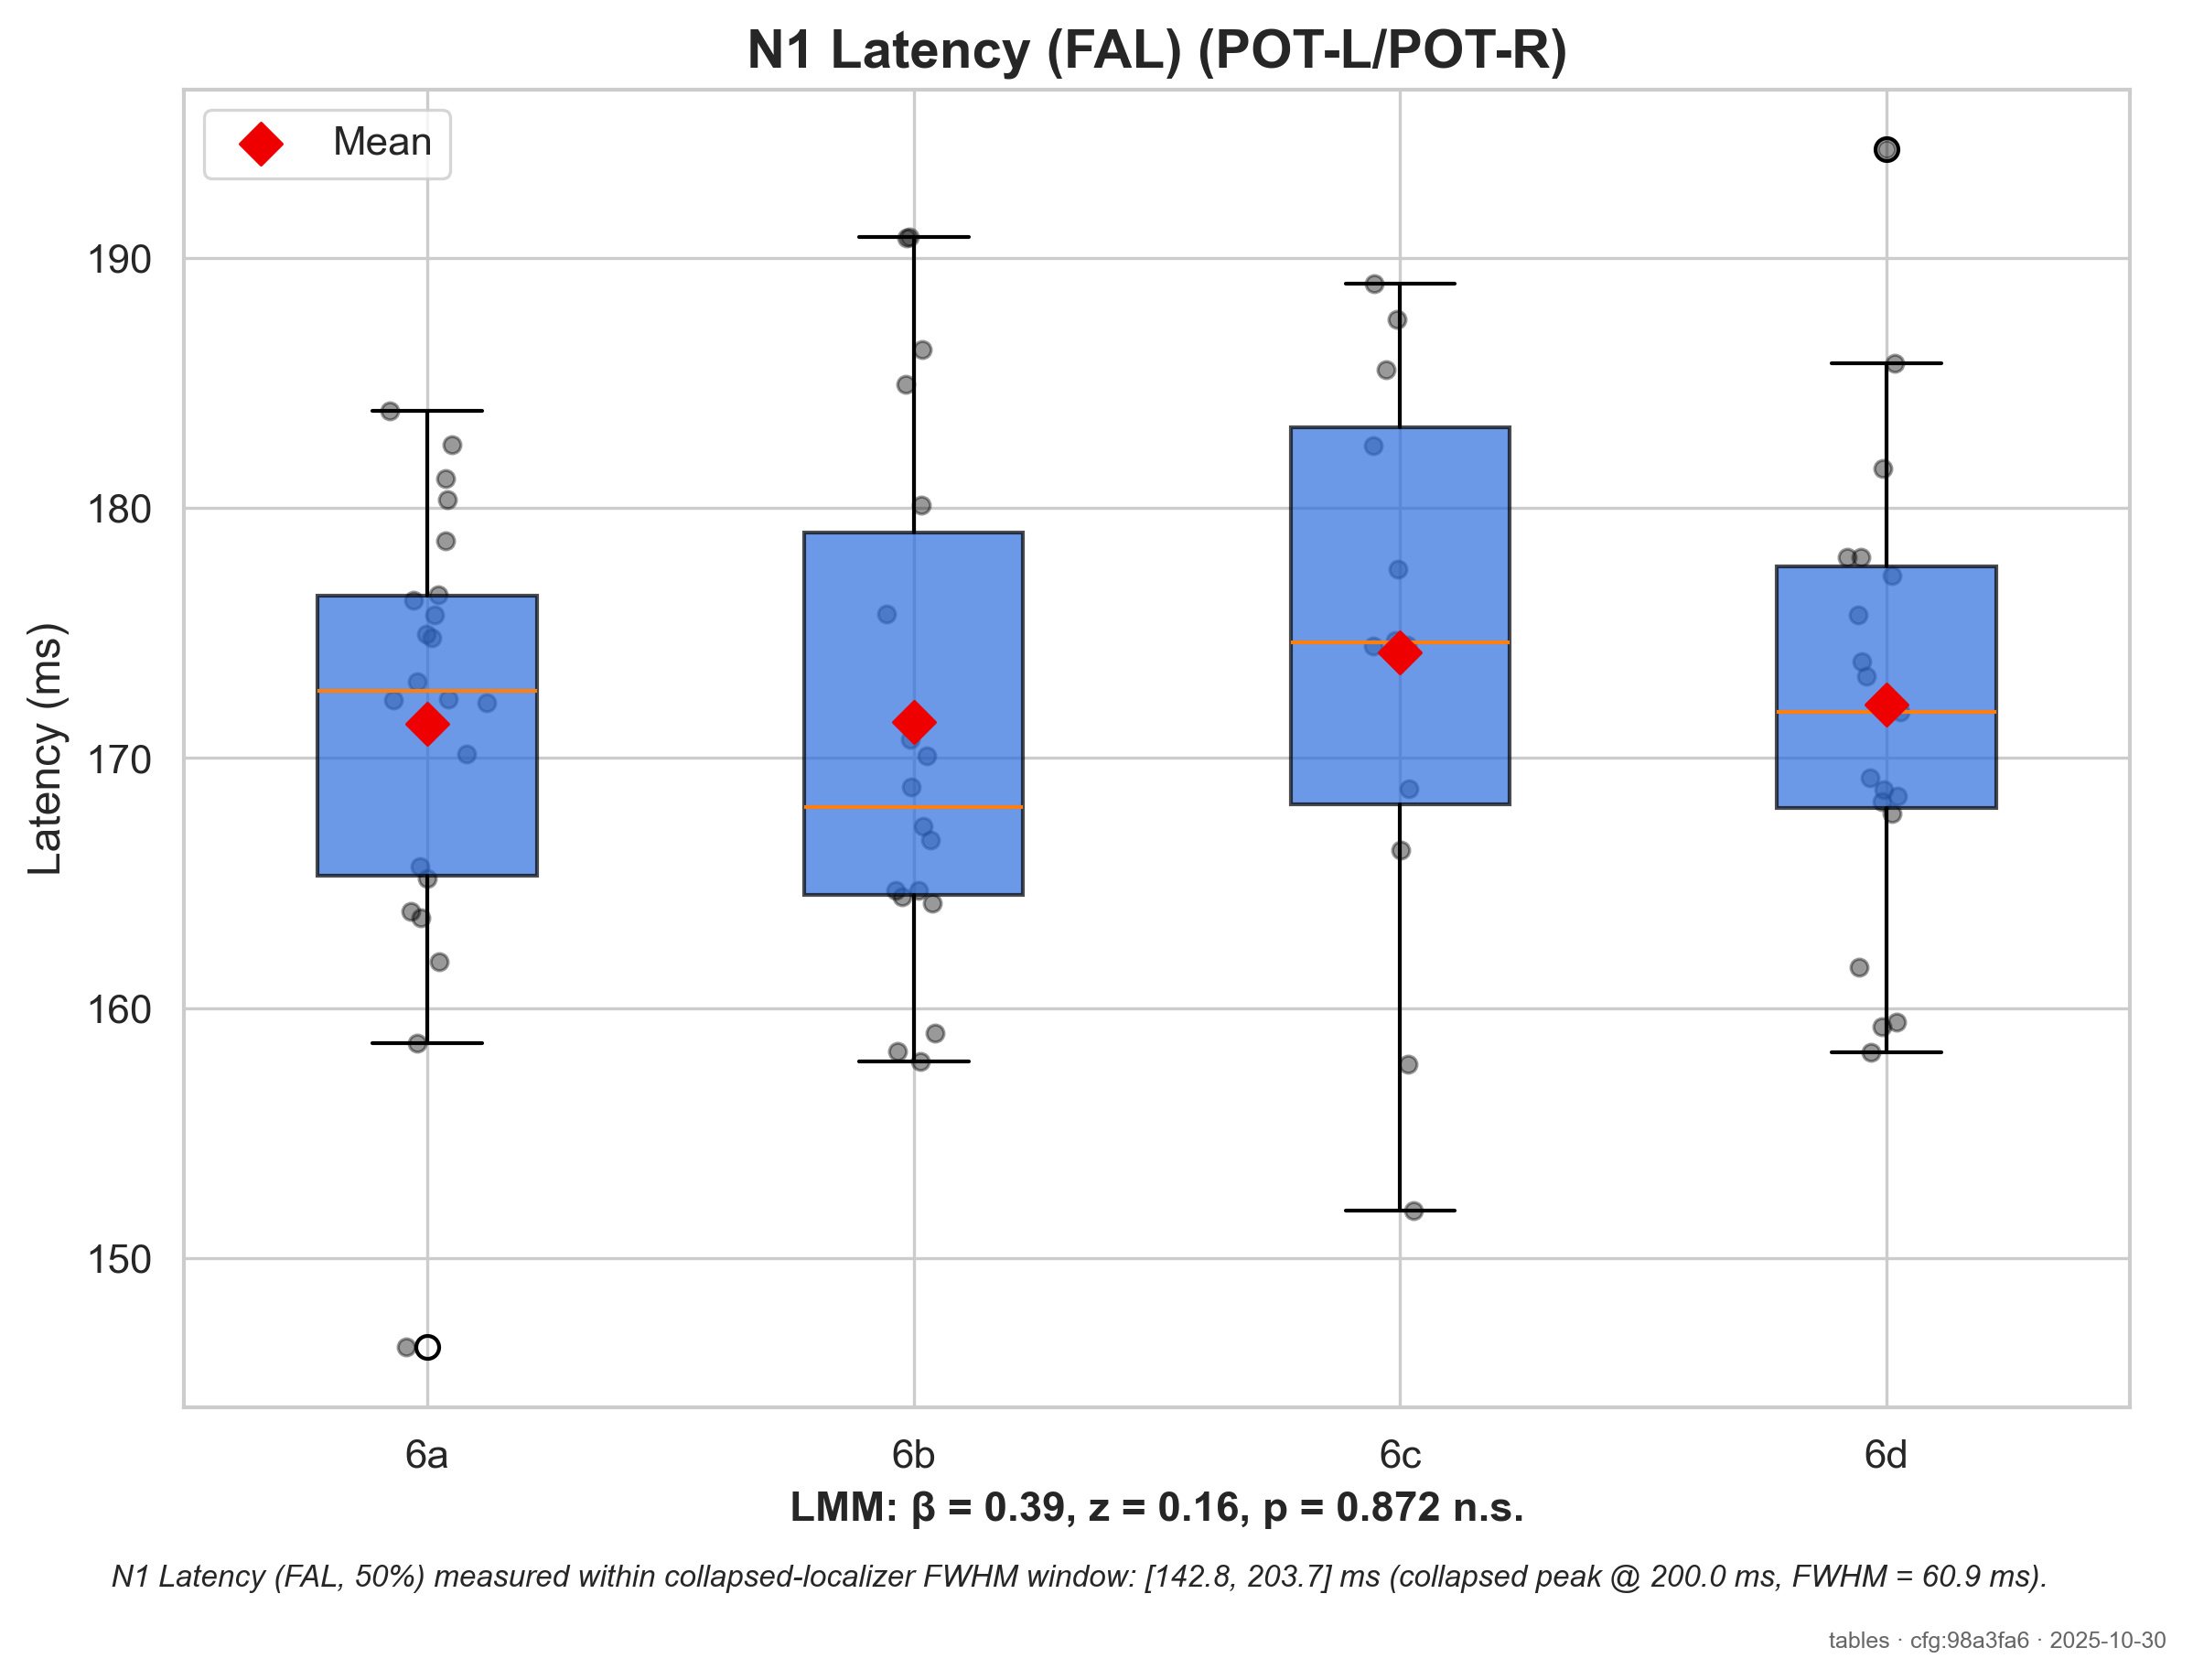 N1 Latency (FAL) (POT-L/POT-R)
Mean
Latency (ms)
190
180
170
160
150
6a 6b 6c 6d
LMM: β = 0.39, z = 0.16, p = 0.872 n.s.
N1 Latency (FAL, 50%) measured within collapsed-localizer FWHM window: [142.8, 203.7] ms (collapsed peak @ 200.0 ms, FWHM = 60.9 ms).
tables · cfg:98a3fa6 · 2025-10-30